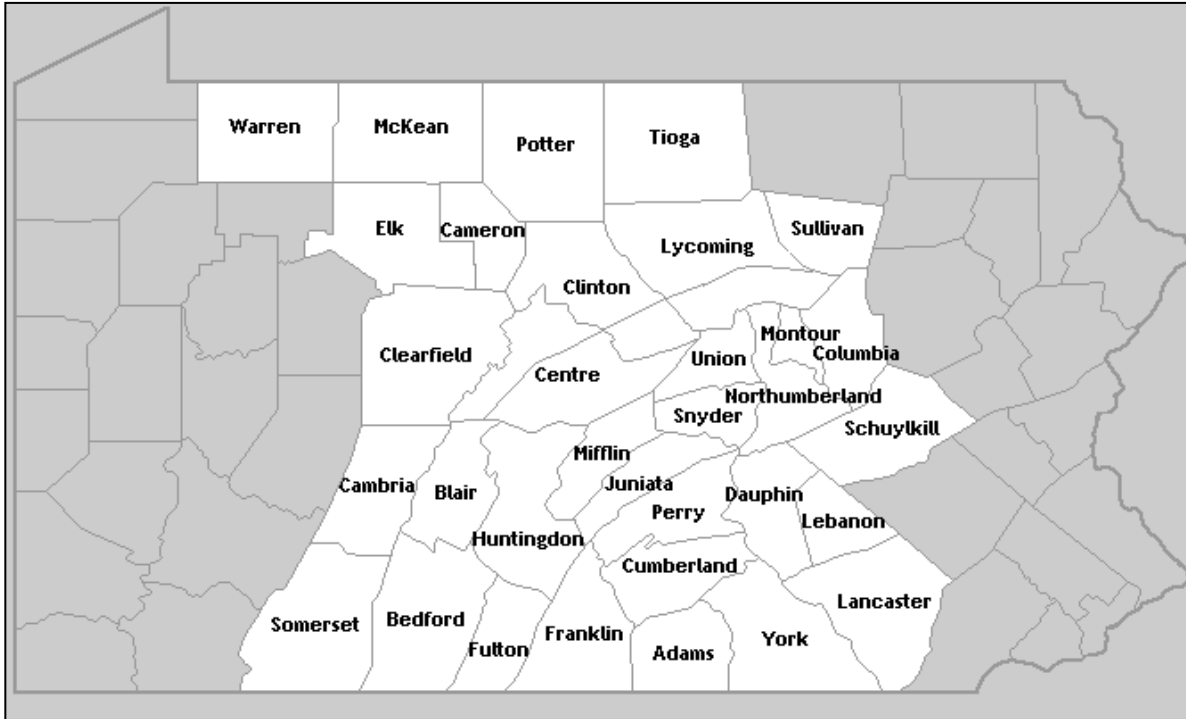 Warren
McKean
Potter
Tioga
Elk
Cameron
Lycoming
Sullivan
Clinton
Clearfield
Centre
Union
Montour
Columbia
Snyder
Northumberland
Schuylkill
Cambria
Blair
Mifflin
Juniata
Huntingdon
Perry
Dauphin
Lebanon
Cumberland
Somerset
Bedford
Fulton
Franklin
Adams
York
Lancaster